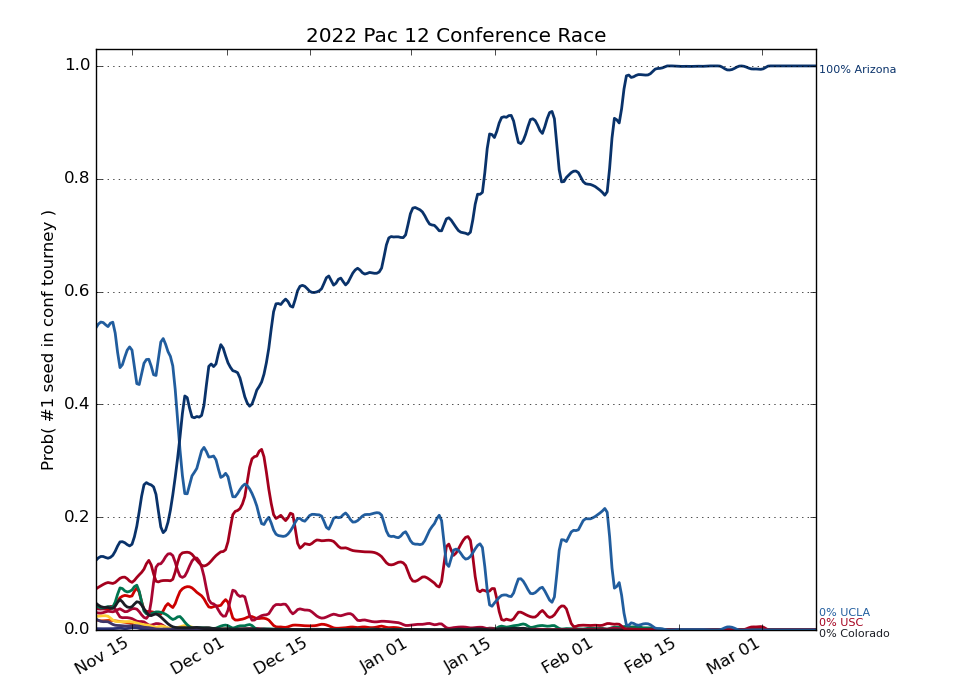 2022 Pac 12 Conference Race
Prob( #1 seed in conf tourney )
1.0
0.8
0.6
0.4
0.2
0.0
100% Arizona
0% UCLA
0% USC
0% Colorado
Nov 15
Dec 01
Dec 15
Jan 01
Jan 15
Feb 01
Feb 15
Mar 01